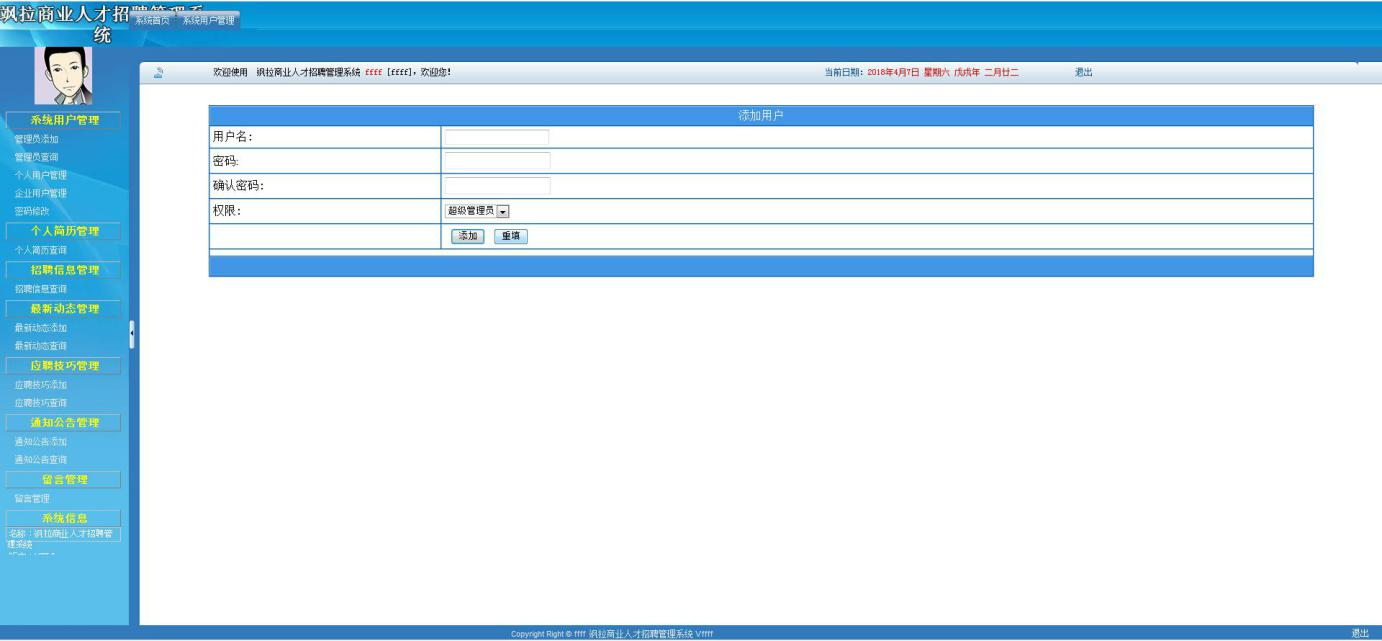 飒拉商业人才招聘管理系
统
系统首页 系统用户管理
欢迎使用 飒拉商业人才招聘管理系统 ffff [ffff]，欢迎您!
当前日期: 2018年4月7日 星期六 戊戌年 二月廿二
退出
系统用户管理
管理员添加
管理员查询
个人用户管理
企业用户管理
密码修改
个人简历管理
个人简历查询
招聘信息管理
招聘信息查询
最新动态管理
最新动态添加
最新动态查询
应聘技巧管理
应聘技巧添加
应聘技巧查询
通知公告管理
通知公告添加
通知公告查询
留言管理
留言管理
系统信息
名称：飒拉商业人才招聘管
理系统
添加用户
用户名:
密码:
确认密码:
权限: 超级管理员
添加 重填
Copyright Right © ffff 飒拉商业人才招聘管理系统 Vffff
退出